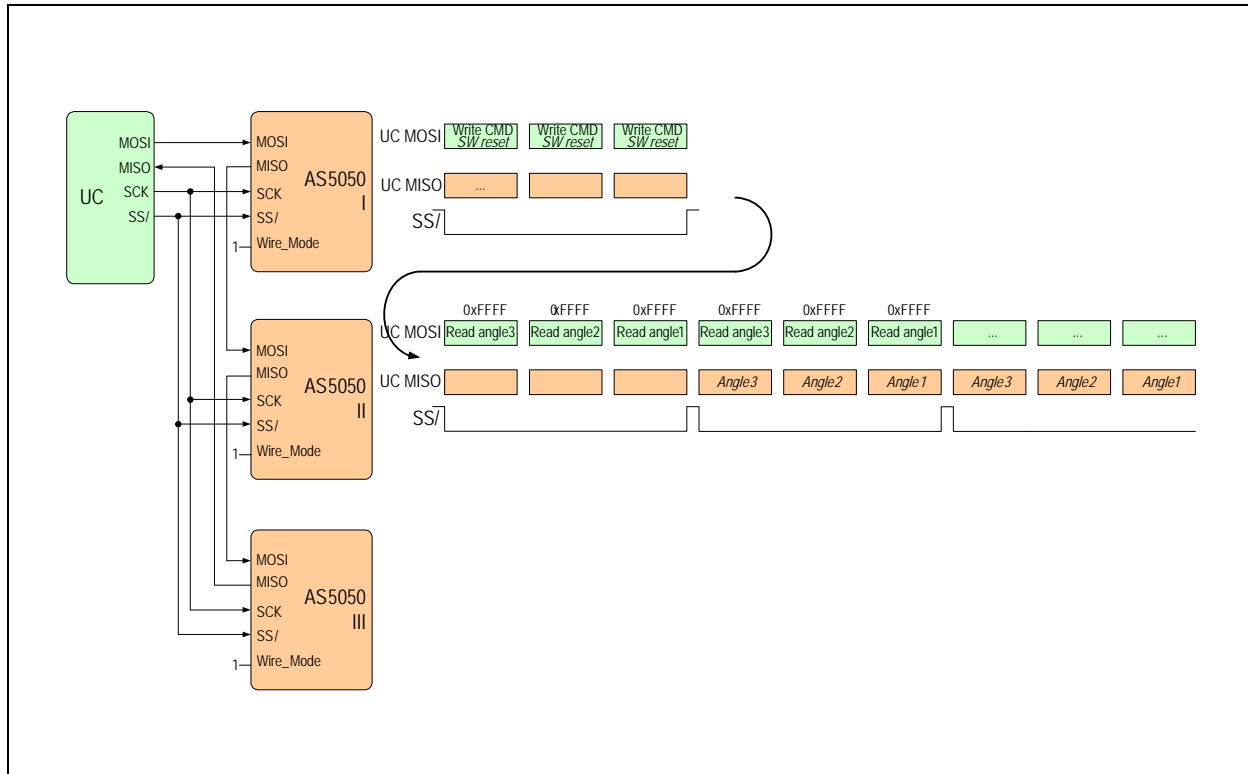 UC
MOSI
MISO
SCK
SS/
MOSI
MISO
SCK
SS/
Wire_Mode
1
AS5050
I
UC MOSI
Write CMD
SW reset
Write CMD
SW reset
Write CMD
SW reset
UC MISO
...
SS/
MOSI
MISO
SCK
SS/
Wire_Mode
1
AS5050
II
0xFFFF 0xFFFF 0xFFFF 0xFFFF 0xFFFF 0xFFFF
UC MOSI Read angle3 Read angle2 Read angle1 Read angle3 Read angle2 Read angle1 ... ... ...
UC MISO Angle3 Angle2 Angle1 Angle3 Angle2 Angle1
SS/
MOSI
MISO
SCK
SS/
Wire_Mode
1
AS5050
III